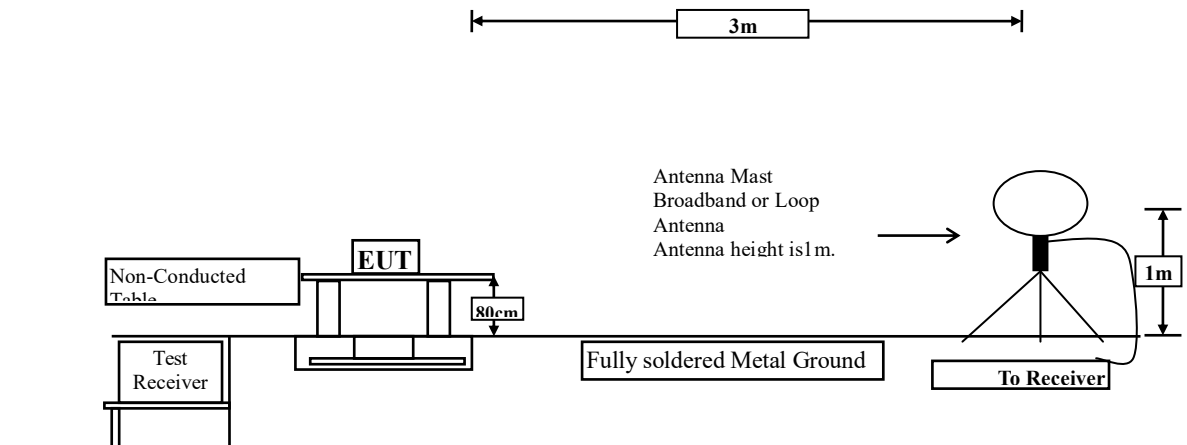 3m
Antenna Mast
Broadband or Loop
Antenna
Antenna height is1m.
EUT
Non-Conducted
Table
80cm
1m
Test
Receiver
Fully soldered Metal Ground
To Receiver